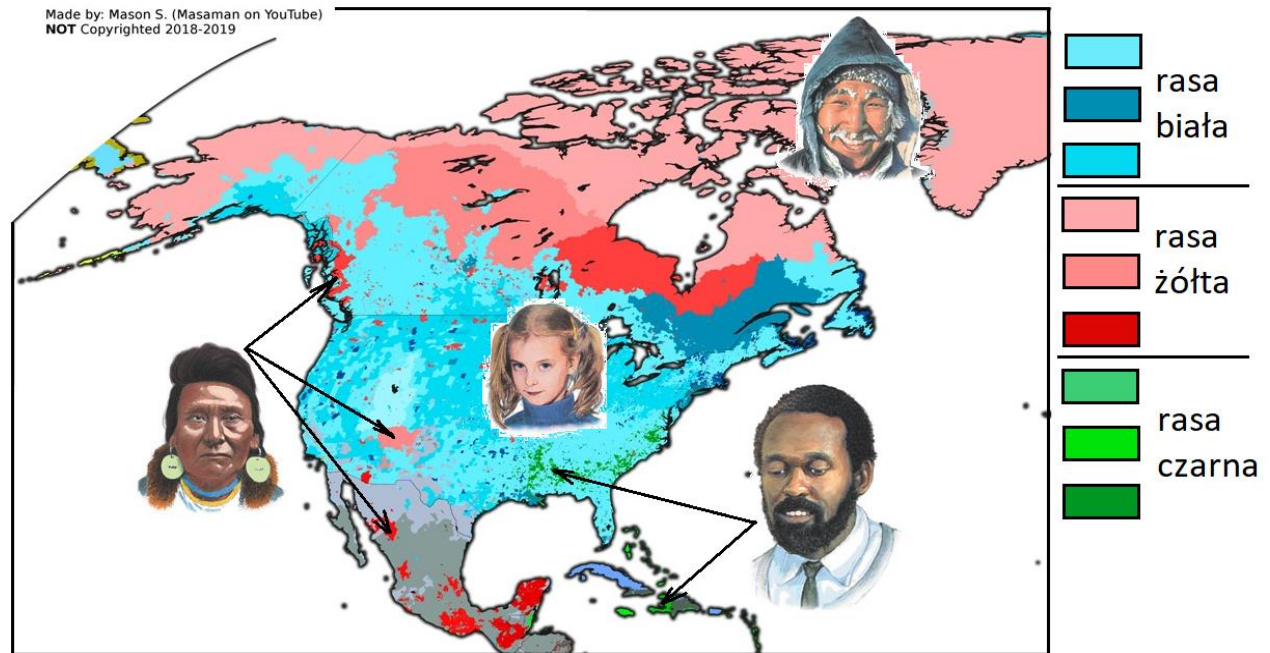 Made by: Mason S. (Masaman on YouTube)
NOT Copyrighted 2018-2019
rasa
biała
rasa
żółta
rasa
czarna